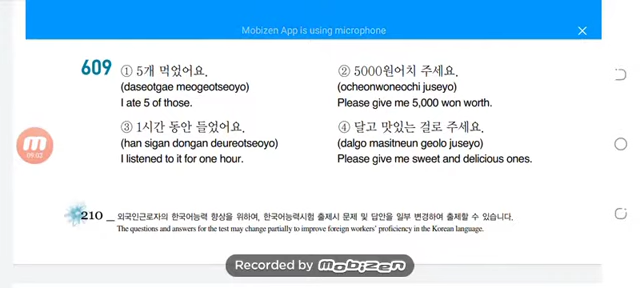 Mobizen App is using microphone
609
① 5개 먹었어요.
(daseotgae meogeotseoyo)
I ate 5 of those.
② 5000원어치 주세요.
(ocheonwoneochi juseyo)
Please give me 5,000 won worth.
③ 1시간 동안 들었어요.
(han sigan dongan deureotseoyo)
I listened to it for one hour.
④ 달고 맛있는 걸로 주세요.
(dalgo masitneun geolo juseyo)
Please give me sweet and delicious ones.
09:02
210 _ 외국인근로자의 한국어능력 향상을 위하여, 한국어능력시험 출제시 문제 및 답안을 일부 변경하여 출제할 수 있습니다.
The questions and answers for the test may change partially to improve foreign workers' proficiency in the Korean language.
Recorded by mobizen